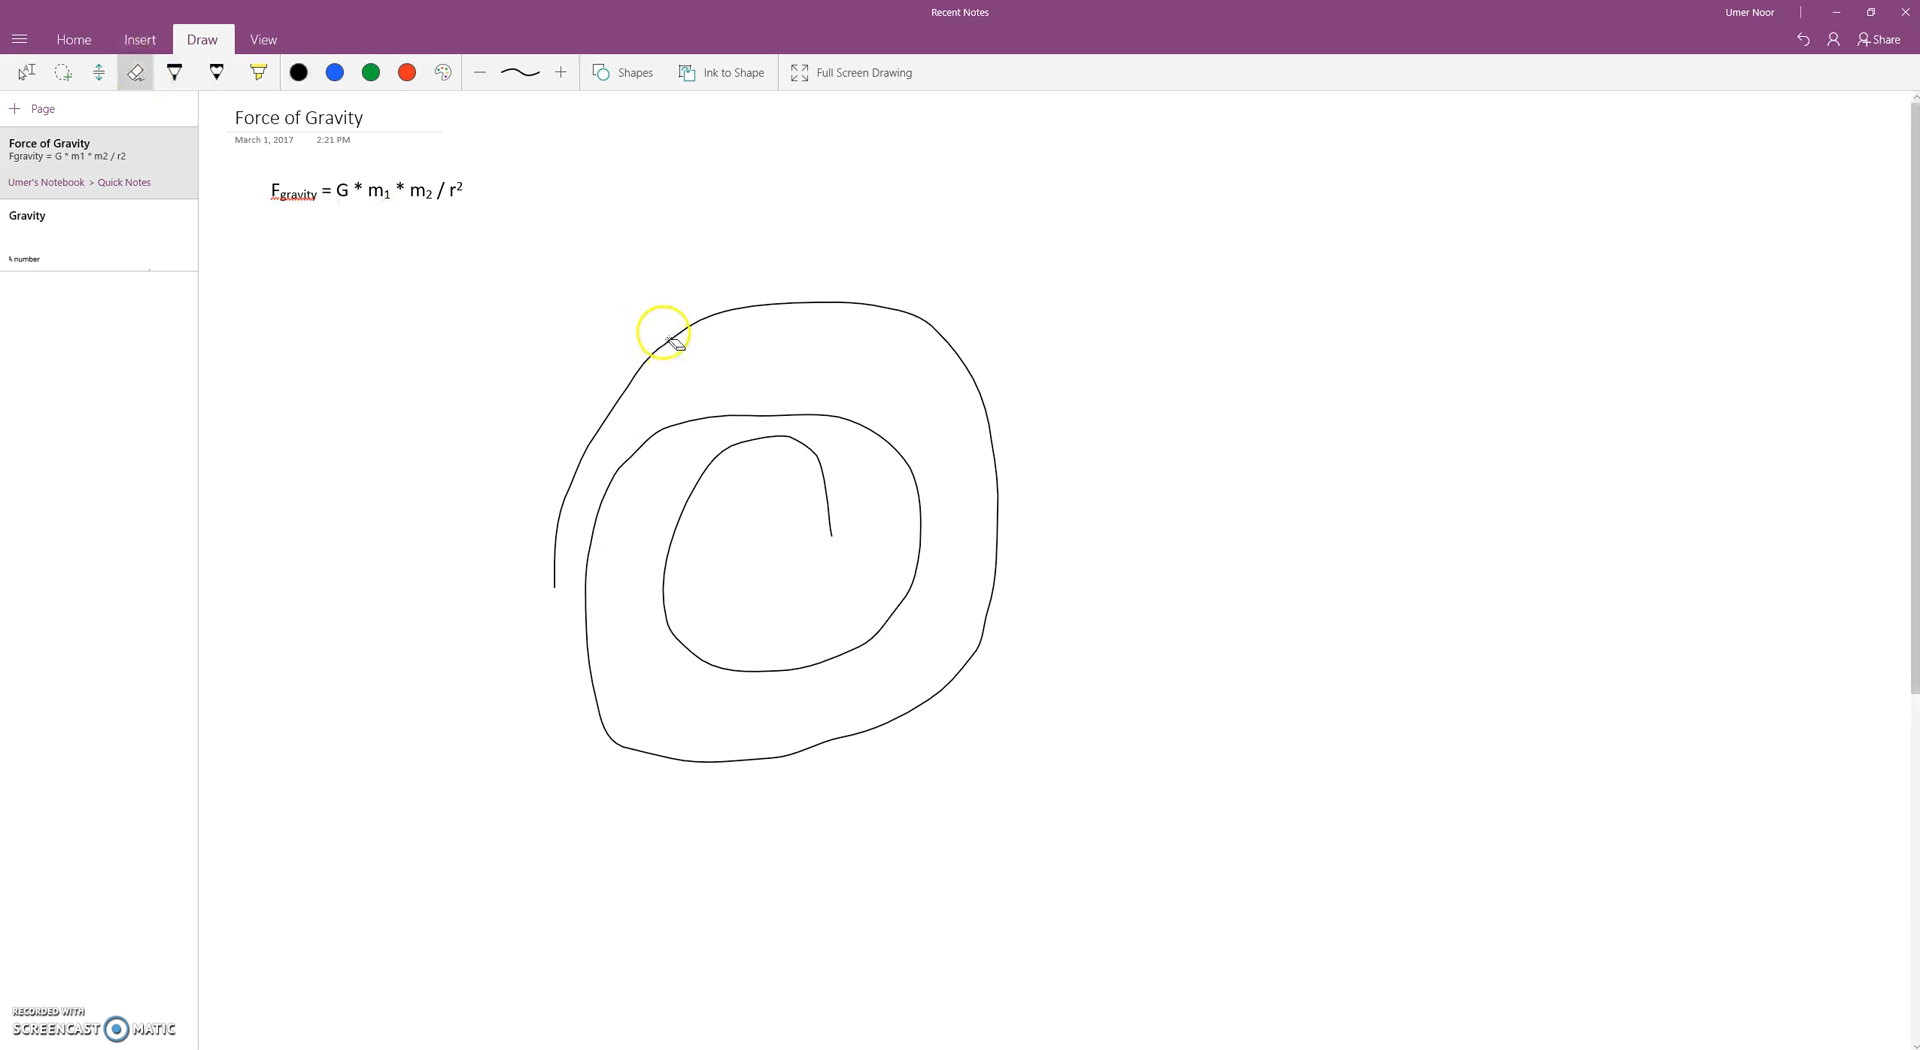 Recent Notes
Umer Noor
Home Insert Draw View
Share
Shapes Ink to Shape Full Screen Drawing
Page
Force of Gravity
Fgravity = G * m1 * m2 / r2
Umer's Notebook > Quick Notes
Gravity
A number
Force of Gravity
March 1, 2017 2:21 PM
F_gravity = G * m₁ * m₂ / r²
RECORDED WITH
SCREENCAST MATIC